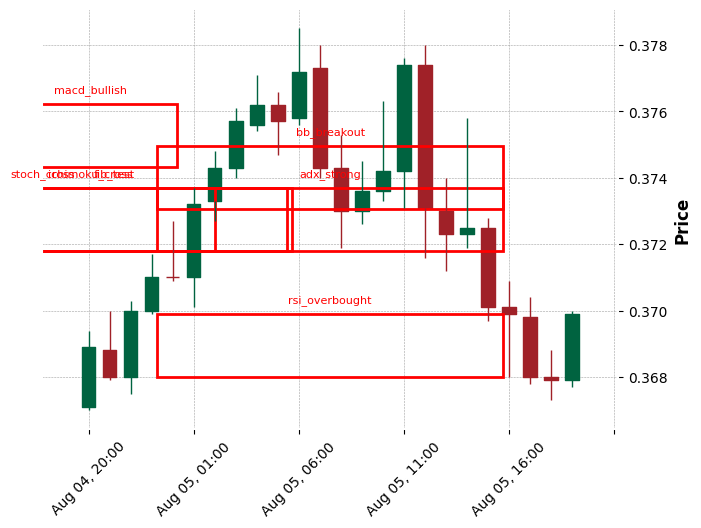 macd_bullish
bb_breakout
adx_strong
rsi_overbought
0.378
0.376
0.374
0.372
0.370
0.368
Price
Aug 04, 20:00
Aug 05, 01:00
Aug 05, 06:00
Aug 05, 11:00
Aug 05, 16:00